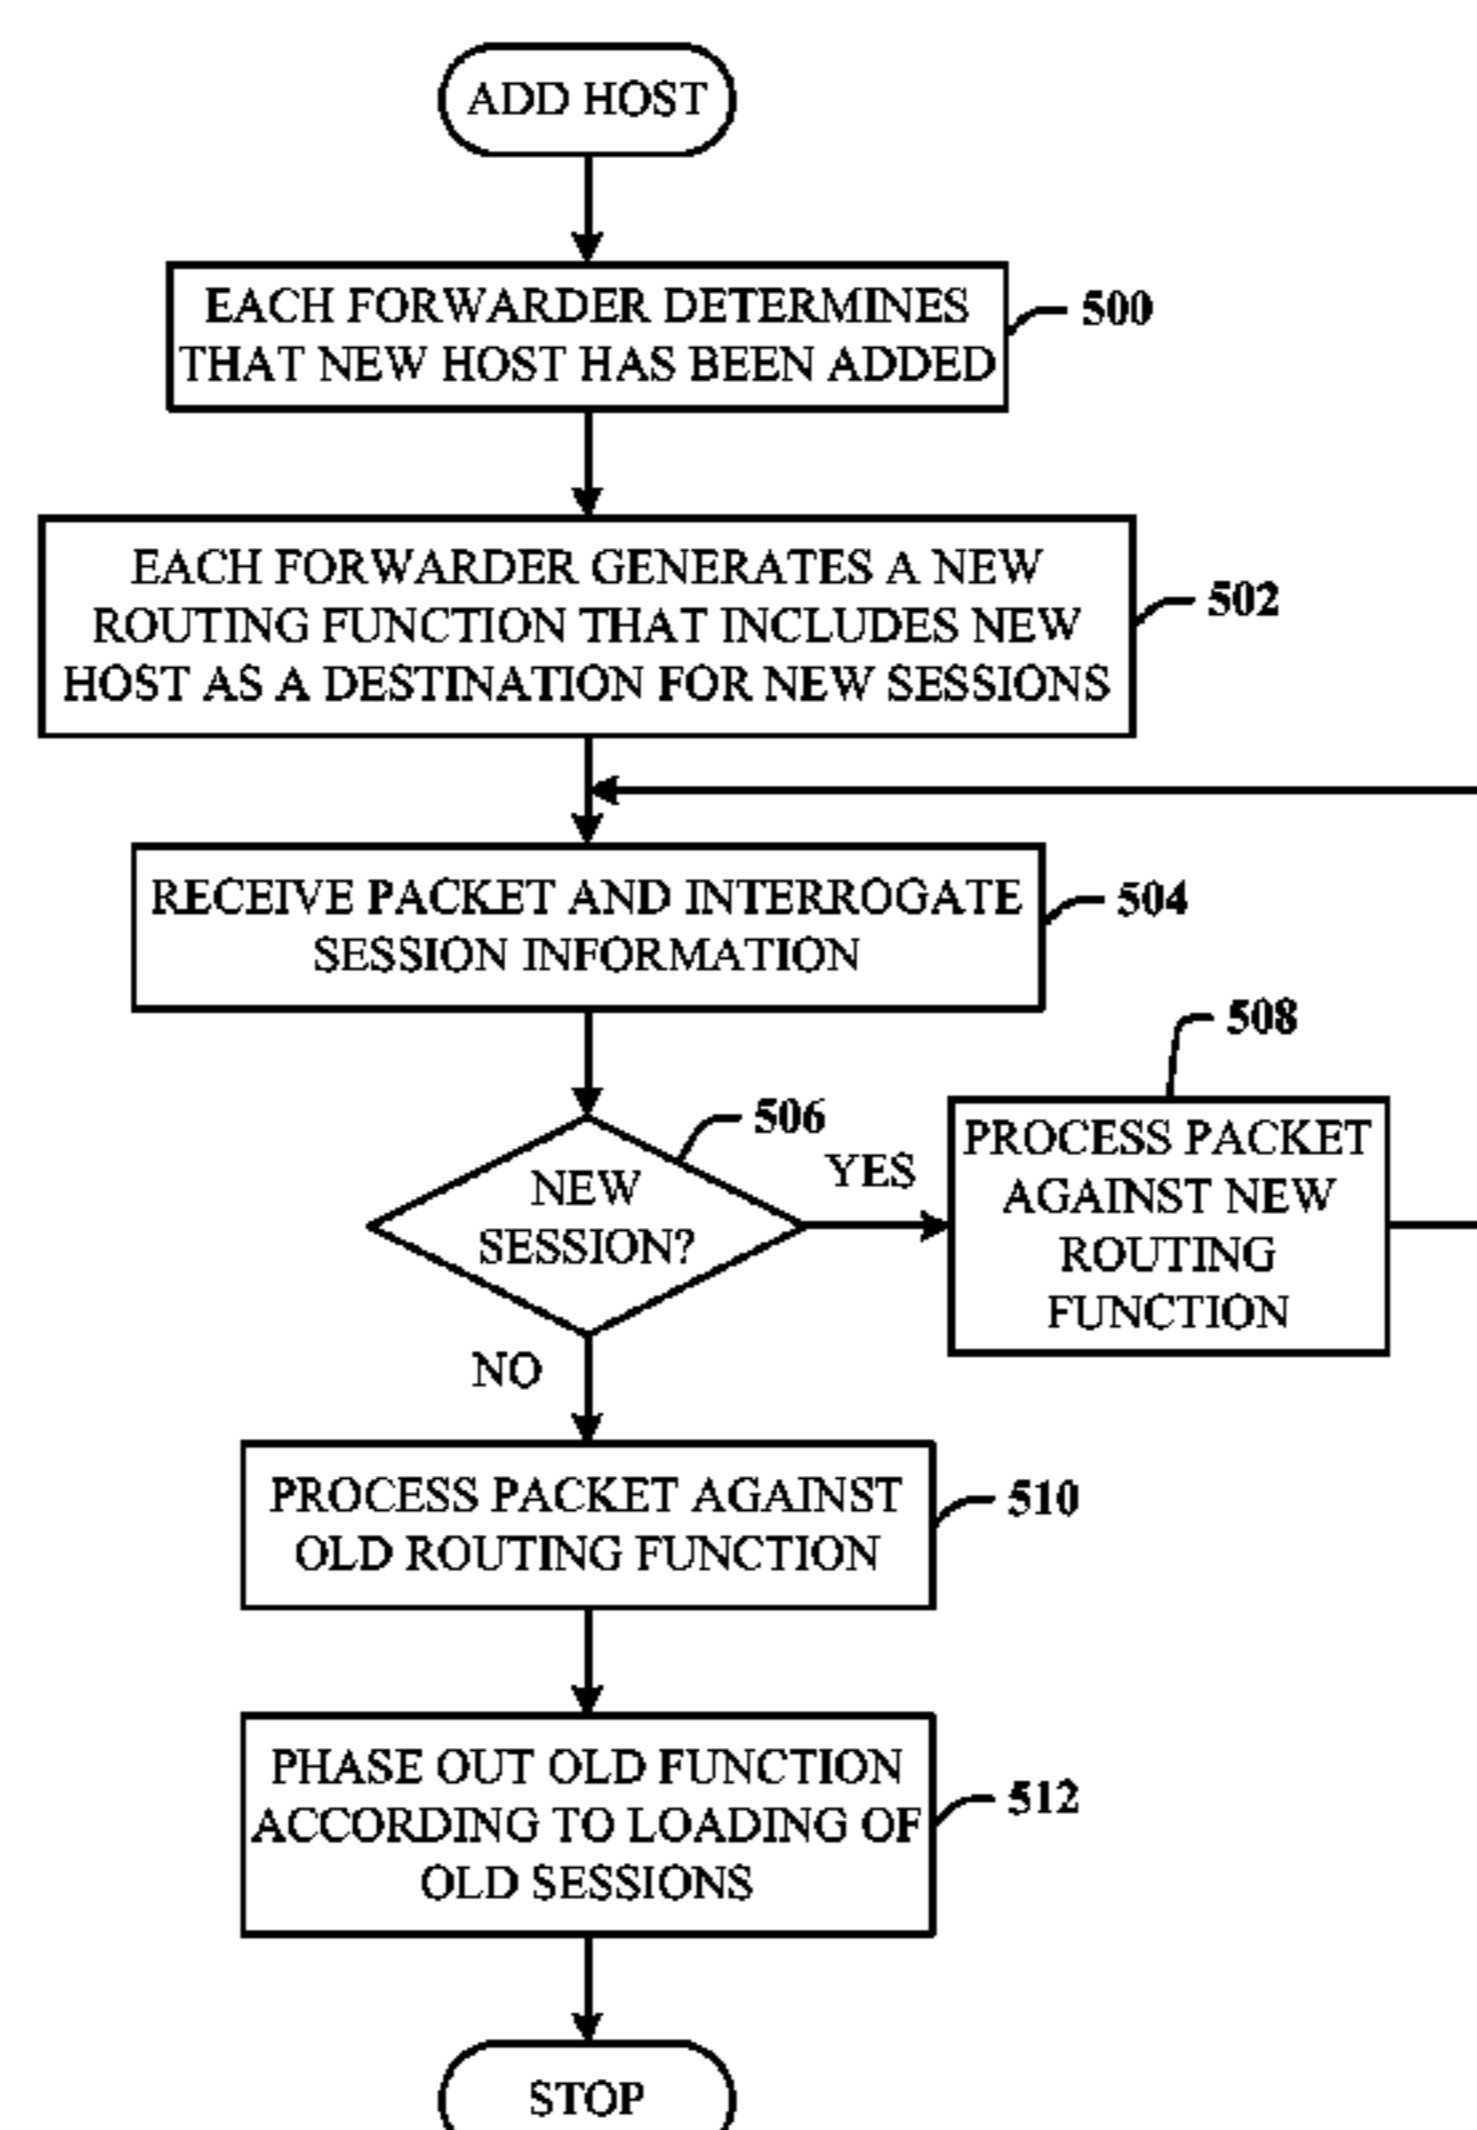 ADD HOST
EACH FORWARDER DETERMINES
THAT NEW HOST HAS BEEN ADDED
500
EACH FORWARDER GENERATES A NEW
ROUTING FUNCTION THAT INCLUDES NEW
HOST AS A DESTINATION FOR NEW SESSIONS
502
RECEIVE PACKET AND INTERROGATE
SESSION INFORMATION
504
NEW
SESSION?
506
YES
508
PROCESS PACKET
AGAINST NEW
ROUTING
FUNCTION
NO
PROCESS PACKET AGAINST
OLD ROUTING FUNCTION
510
PHASE OUT OLD FUNCTION
ACCORDING TO LOADING OF
OLD SESSIONS
512
STOP